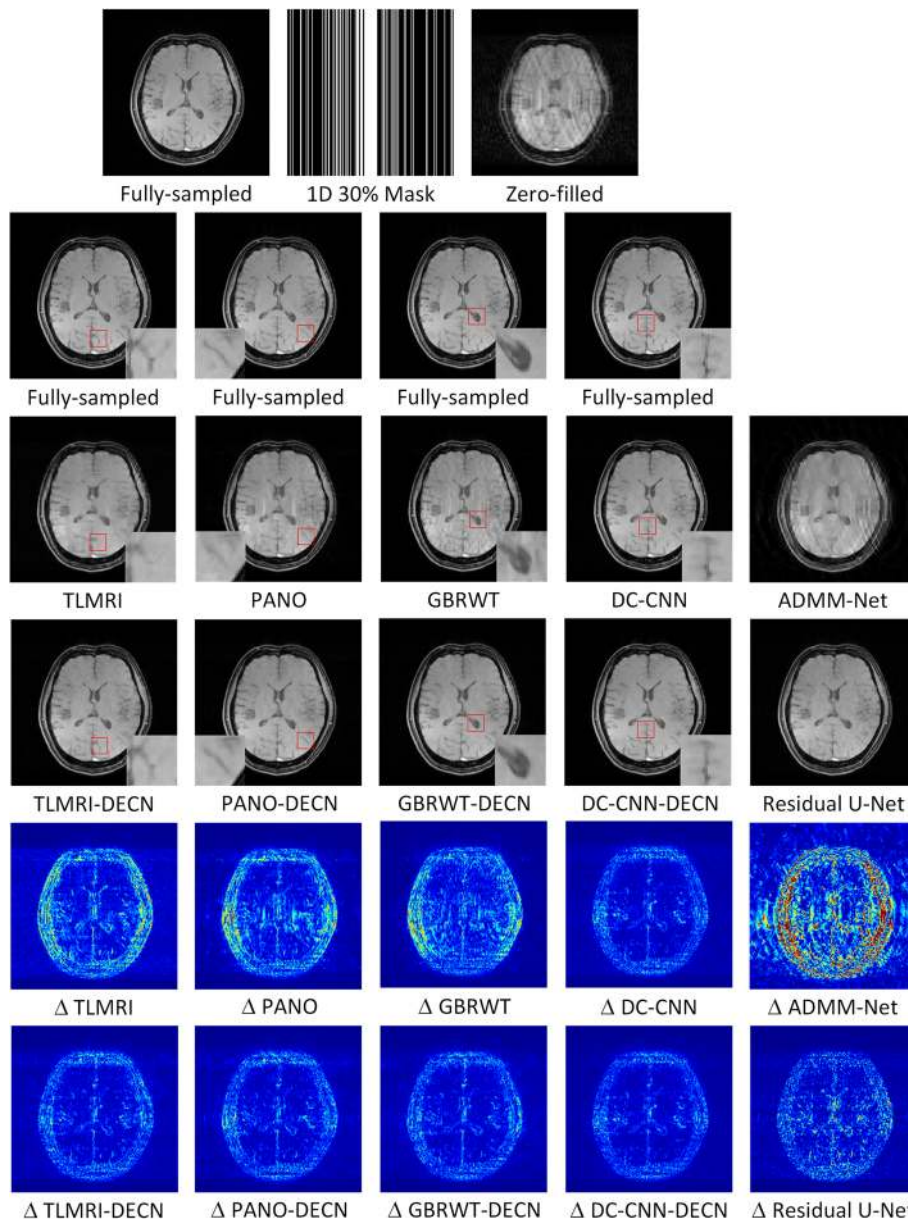 Fully-sampled 1D 30% Mask Zero-filled
Fully-sampled Fully-sampled Fully-sampled Fully-sampled
TLMRI PANO GBRWT DC-CNN ADMM-Net
TLMRI-DECN PANO-DECN GBRWT-DECN DC-CNN-DECN Residual U-Net
Δ TLMRI Δ PANO Δ GBRWT Δ DC-CNN Δ ADMM-Net
Δ TLMRI-DECN Δ PANO-DECN Δ GBRWT-DECN Δ DC-CNN-DECN Δ Residual U-Net